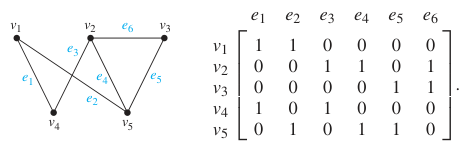 v1 v2 e6 v3
e3
e1 e4 e5
e2
v4 v5
e1 e2 e3 e4 e5 e6
v1 [1 1 0 0 0 0]
v2 [0 0 1 1 0 1]
v3 [0 0 0 0 1 1]
v4 [1 0 1 0 0 0]
v5 [0 1 0 1 1 0].